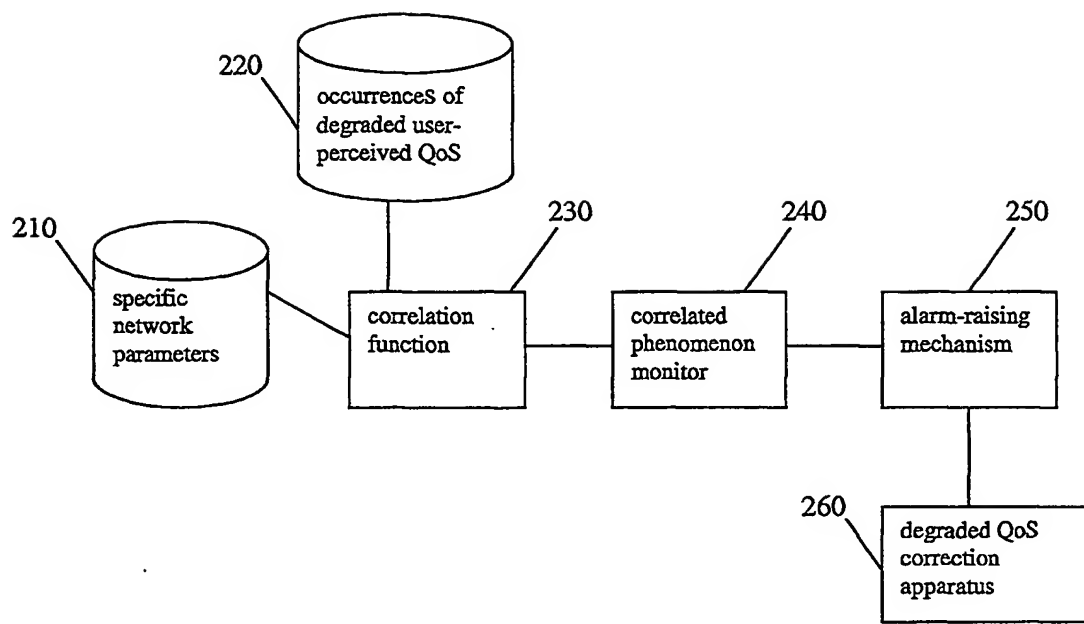 220
occurrences of
degraded user-
perceived QoS
210
specific
network
parameters
230
correlation
function
240
correlated
phenomenon
monitor
250
alarm-raising
mechanism
260
degraded QoS
correction
apparatus